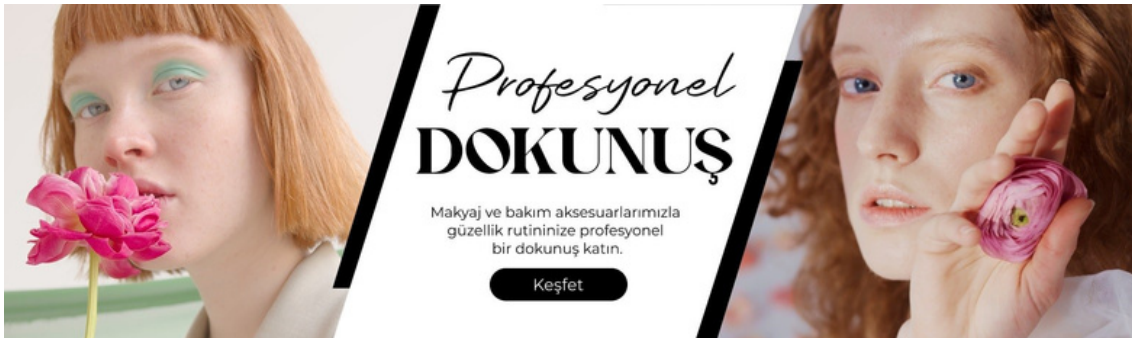 Profesyonel
DOKUNUŞ
Makyaj ve bakım aksesuarlarımızla
güzellik rutininize profesyonel
bir dokunuş katın.
Keşfet